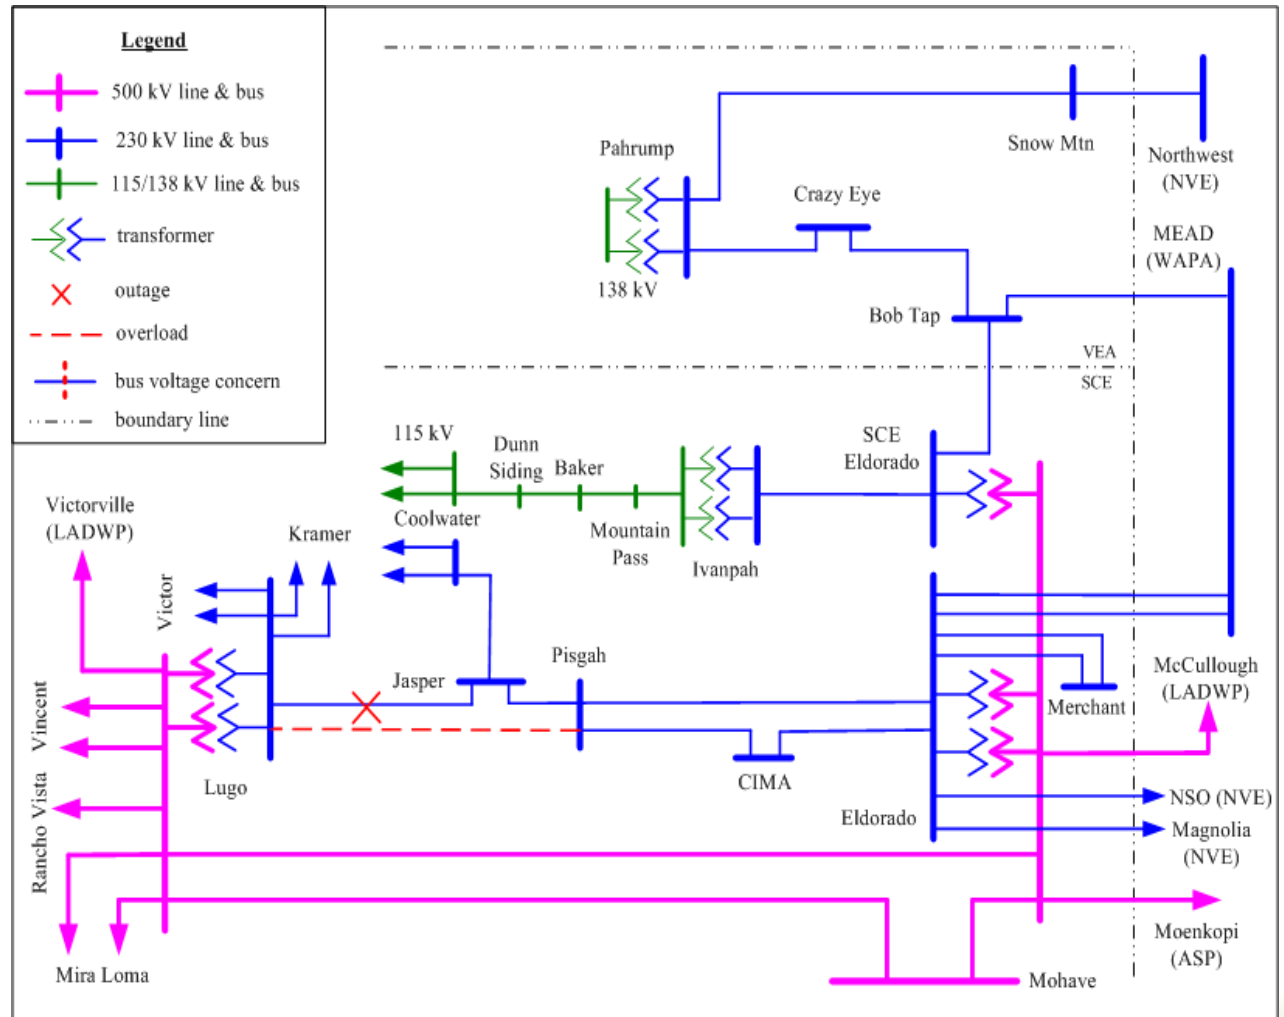 Legend
500 kV line & bus
230 kV line & bus
115/138 kV line & bus
transformer
outage
overload
bus voltage concern
boundary line
Snow Mtn
Northwest
(NVE)
Pahrump
Crazy Eye
138 kV
MEAD
(WAPA)
Bob Tap
VEA
SCE
115 kV
Dunn
Siding
Baker
SCE
Eldorado
Coolwater
Mountain
Pass
Ivanpah
Victorville
(LADWP)
Kramer
Victor
Jasper
Pisgah
McCullough
(LADWP)
Merchant
Vincent
Lugo
CIMA
Eldorado
NSO (NVE)
Magnolia
(NVE)
Rancho Vista
Mira Loma
Mohave
Moenkopi
(ASP)